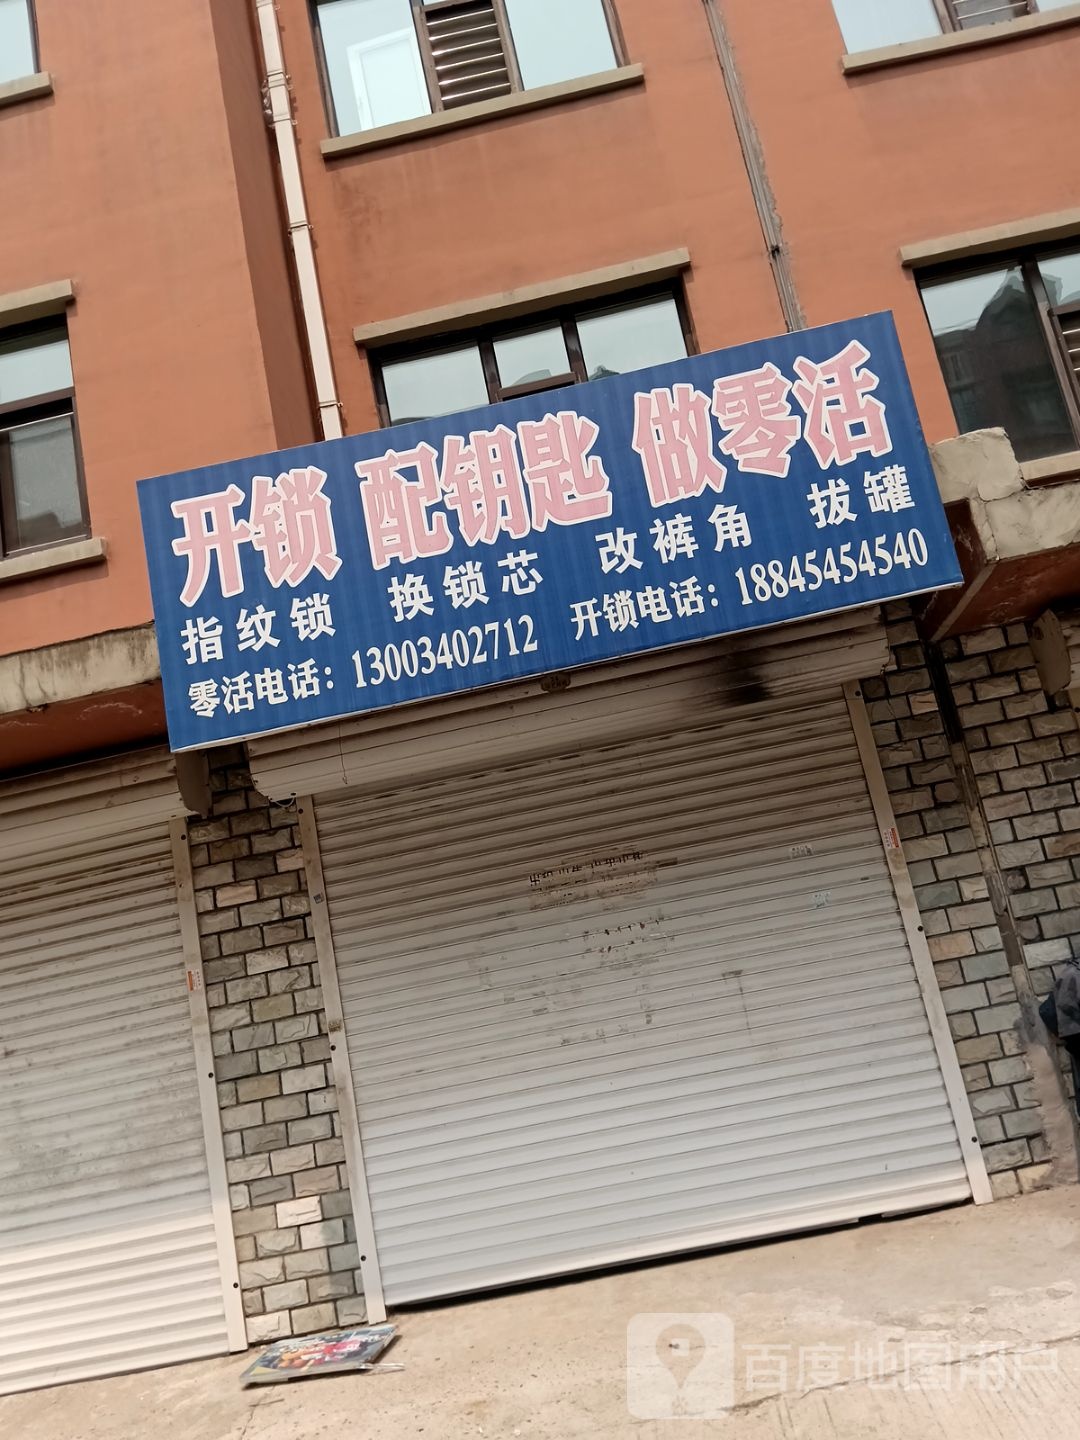 开锁 配钥匙 做零活
指纹锁 换锁芯 改裤角 拔罐
零活电话：13003402712 开锁电话：18845454540
百度地图用户